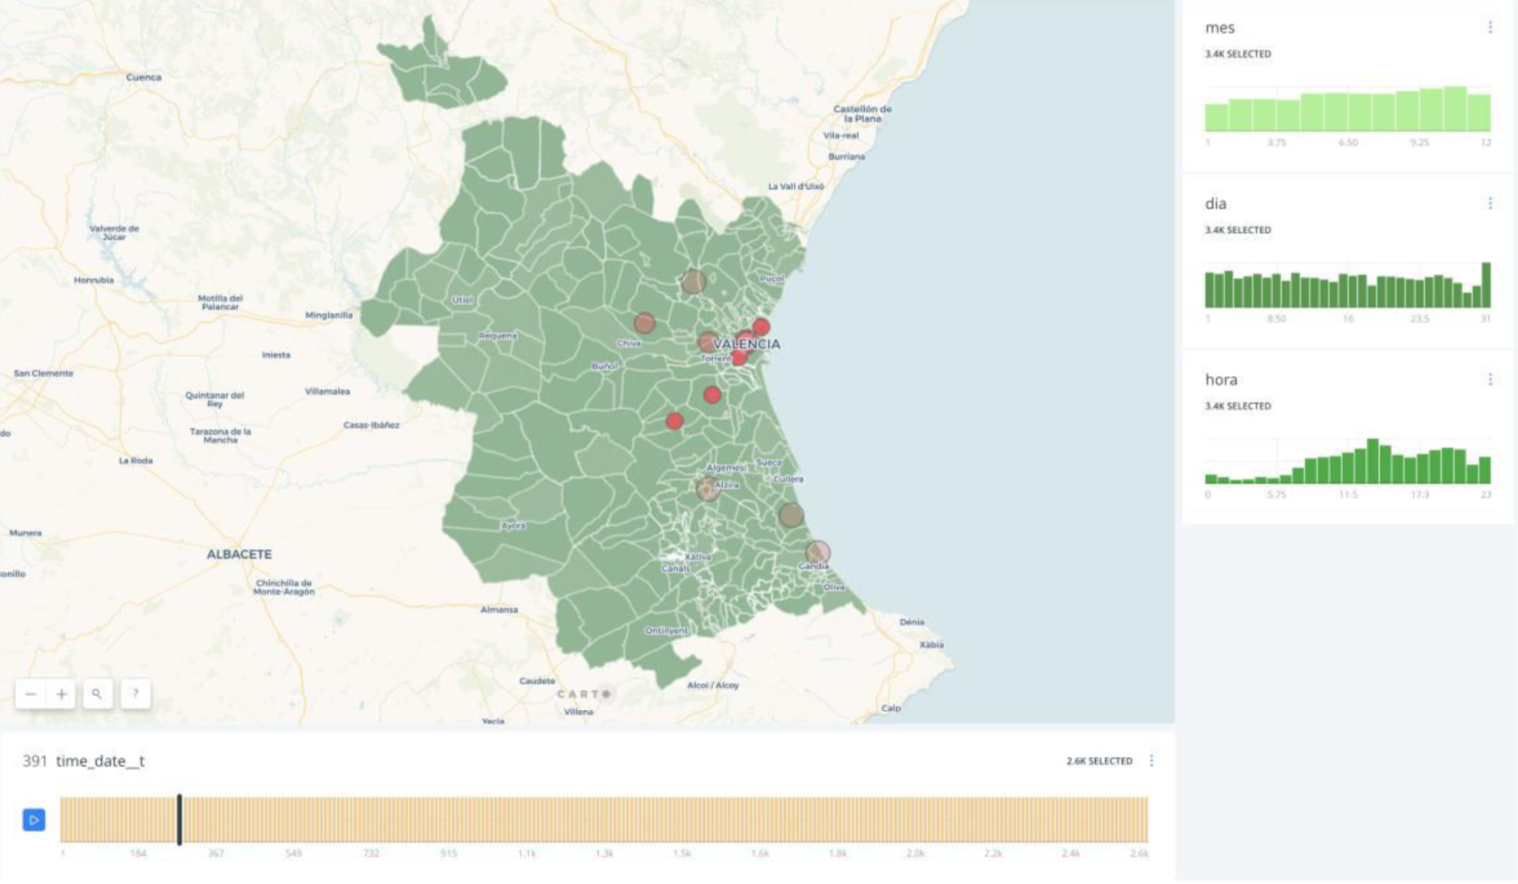 Cuenca
Castellón de
la Plana
Vila-real
Burriana
La Vall d'Uixó
Valverde de
Júcar
Honrubia
Motilla del
Palancar
Minglanilla
Utiel
Requena
Puçol
Chiva
VALENCIA
Torrent
Buñol
Iniesta
San Clemente
Quintanar del
Rey
Villamalea
Casas-Ibáñez
Tarazona de la
Mancha
do
La Roda
Algemesí
Sueca
Alzira
Cullera
Ayora
Munera
ALBACETE
onillo
Chinchilla de
Monte-Aragón
Xàtiva
Canals
Gandia
Oliva
Almansa
Ontinyent
Dénia
Xàbia
Caudete
Alcoi / Alcoy
CARTO
Villena
Calp
Yecla
− + ?
mes
3.4K SELECTED
1 3.75 6.50 9.25 12
dia
3.4K SELECTED
1 8.50 16 23.5 31
hora
3.4K SELECTED
0 5.75 11.5 17.3 23
391 time_date__t
2.6K SELECTED
1 184 367 549 732 915 1.1k 1.3k 1.5k 1.6k 1.8k 2.0k 2.2k 2.4k 2.6k